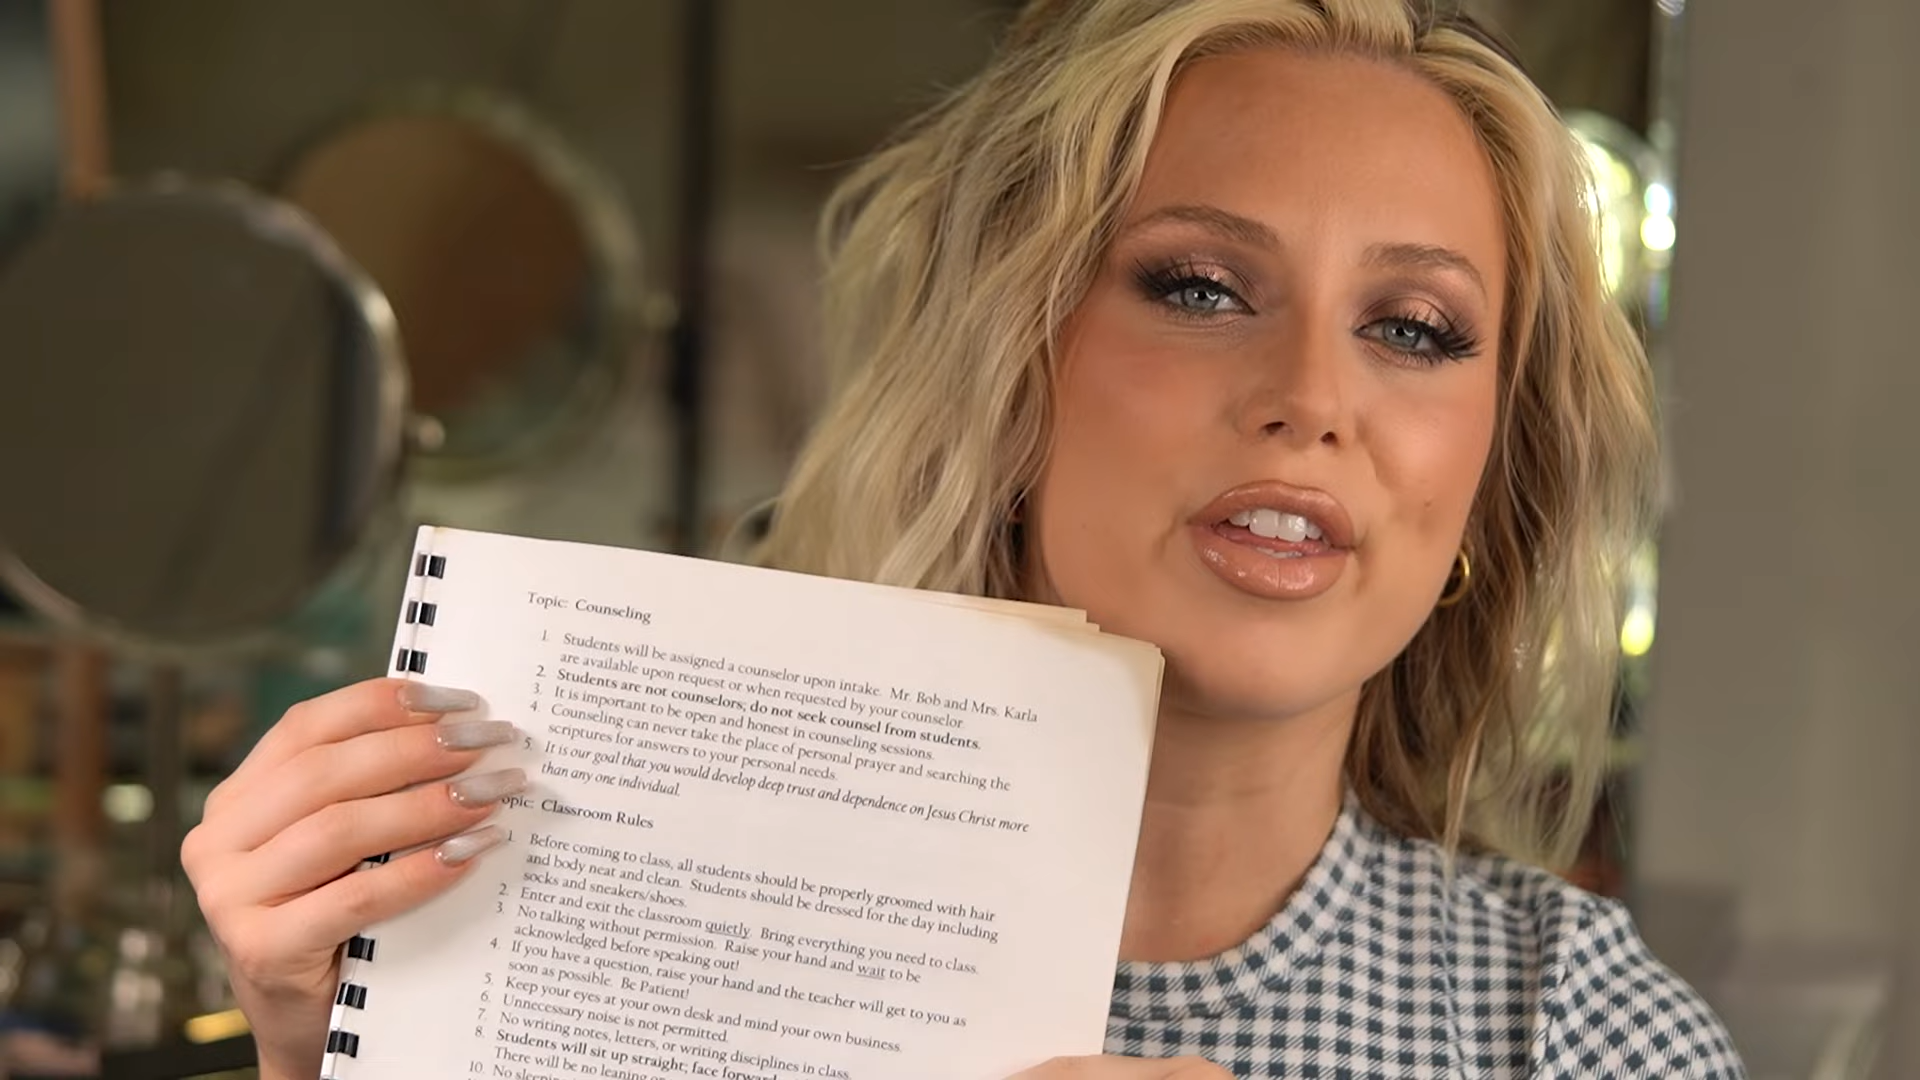 Topic: Counseling
1. Students will be assigned a counselor upon intake. Mr. Bob and Mrs. Karla
are available upon request or when requested by your counselor.
2. Students are not counselors; do not seek counsel from students.
3. It is important to be open and honest in counseling sessions.
4. Counseling can never take the place of personal prayer and searching the
scriptures for answers to your personal needs.
5. It is our goal that you would develop deep trust and dependence on Jesus Christ more
than any one individual.
opic: Classroom Rules
1. Before coming to class, all students should be properly groomed with hair
and body neat and clean. Students should be dressed for the day including
socks and sneakers/shoes.
2. Enter and exit the classroom quietly. Bring everything you need to class.
3. No talking without permission. Raise your hand and wait to be
acknowledged before speaking out!
4. If you have a question, raise your hand and the teacher will get to you as
soon as possible. Be Patient!
5. Keep your eyes at your own desk and mind your own business.
6. Unnecessary noise is not permitted.
7. No writing notes, letters, or writing disciplines in class.
8. Students will sit up straight; face forward
There will be no leaning
10. No